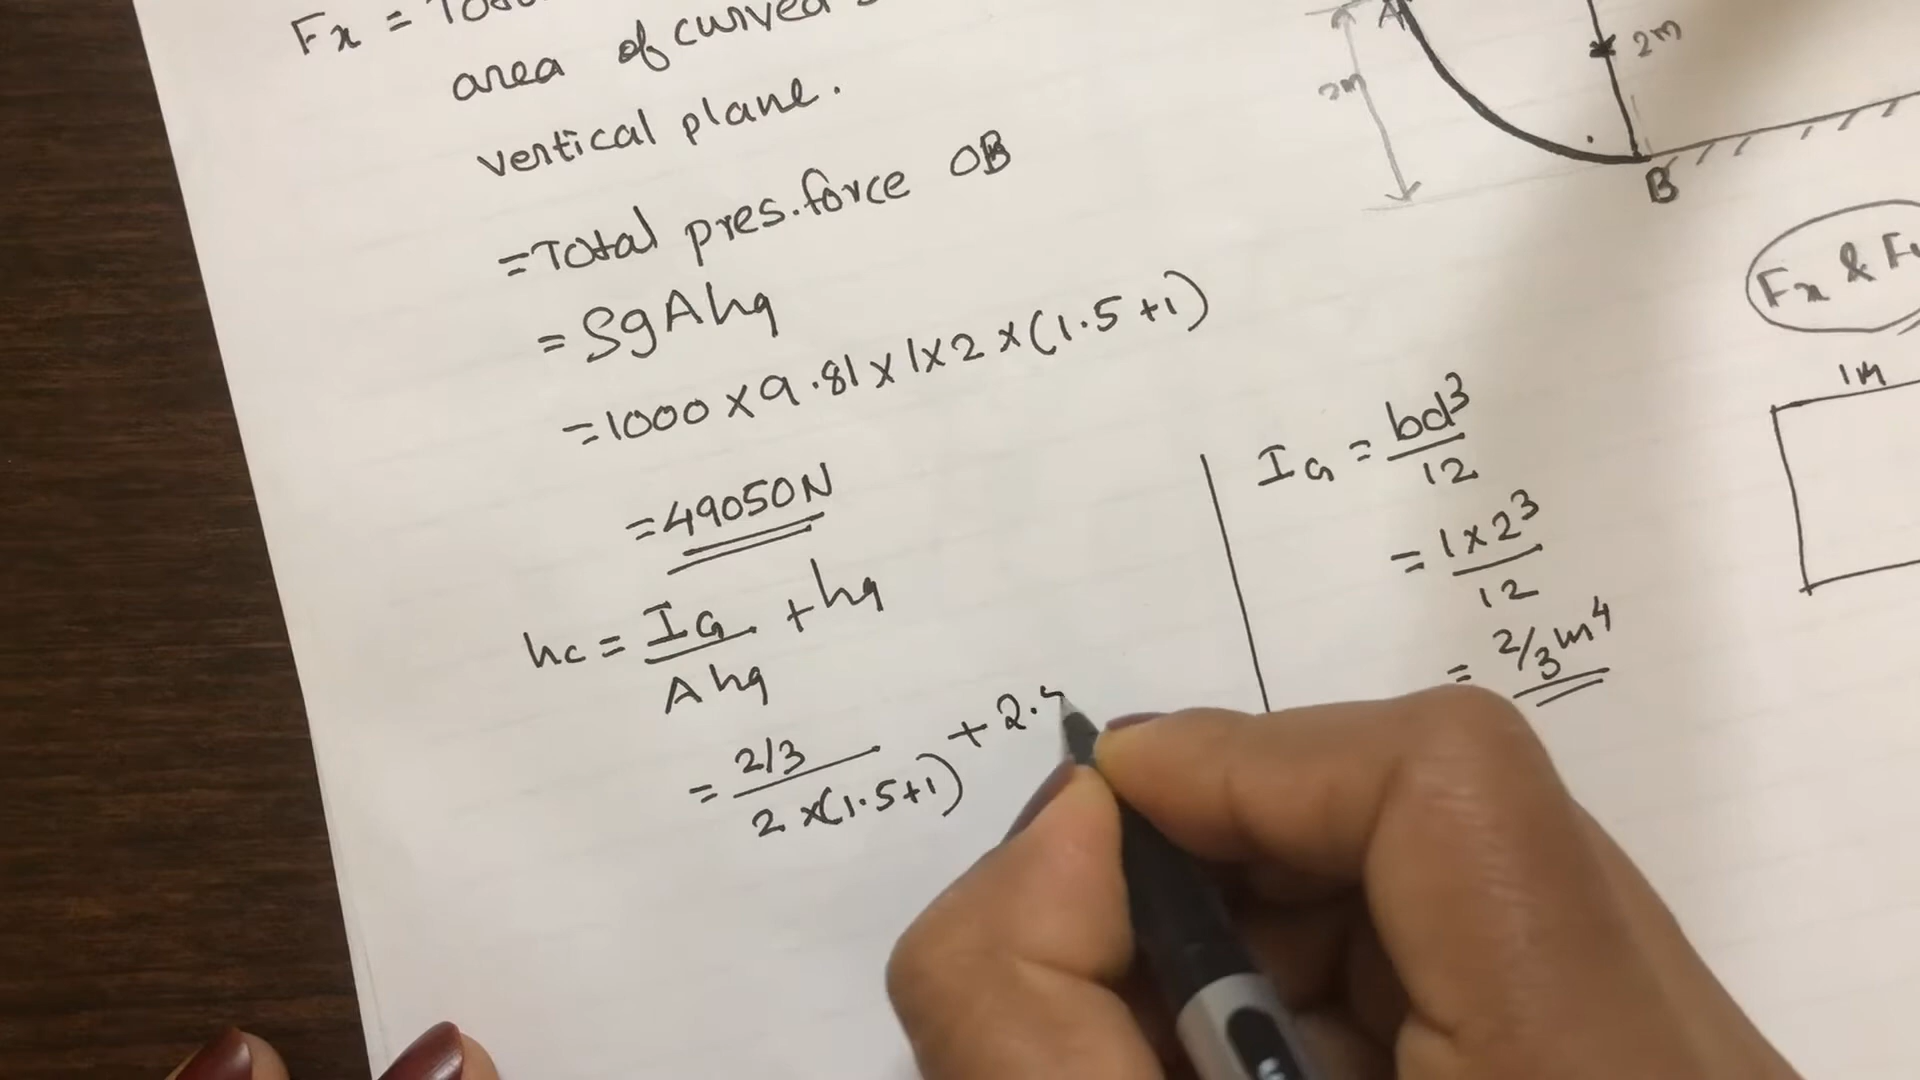 Fx =
area of curved
vertical plane.
=Total pres.force OB
= ρgAhg
=1000×9.81×1×2×(1.5+1)
=49050N
hc = IG/Ahg +hg
= 2/3 / 2×(1.5+1) + 2.
IG = bd³/12
= 1×2³/12
= 2/3 m⁴
A
2m
2m
B
Fx &
1m